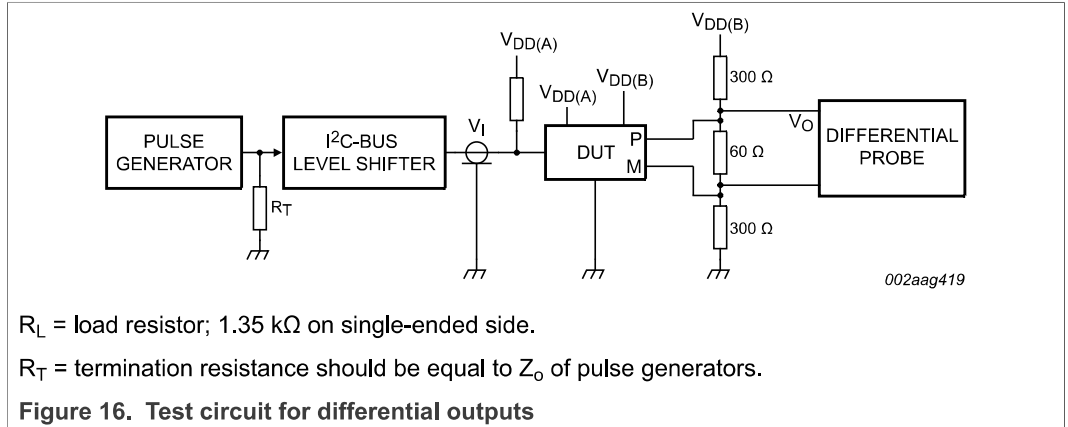 V_DD(B)
V_DD(A)
300 Ω
V_DD(B)
V_DD(A)
PULSE
GENERATOR
I²C-BUS
LEVEL SHIFTER
V_I
DUT
P
M
60 Ω
V_O
DIFFERENTIAL
PROBE
R_T
300 Ω
002aag419
R_L = load resistor; 1.35 kΩ on single-ended side.
R_T = termination resistance should be equal to Z_o of pulse generators.
Figure 16. Test circuit for differential outputs